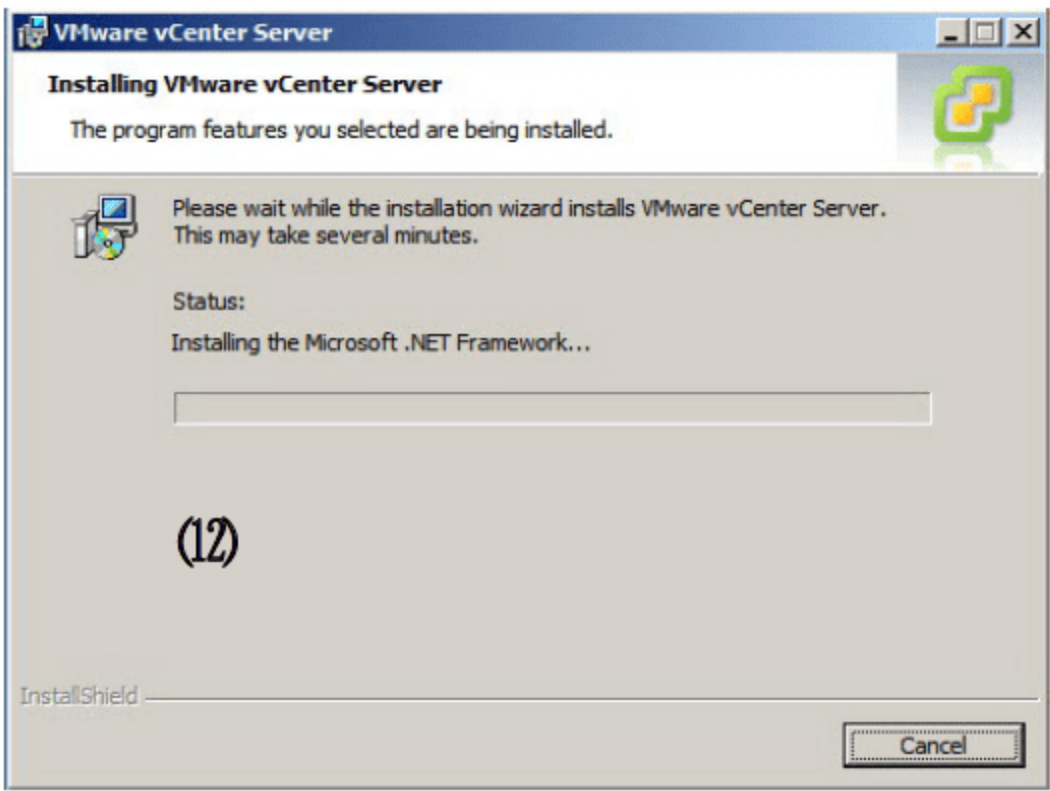 VMware vCenter Server
Installing VMware vCenter Server
The program features you selected are being installed.
Please wait while the installation wizard installs VMware vCenter Server.
This may take several minutes.
Status:
Installing the Microsoft .NET Framework...
(12)
InstallShield
Cancel